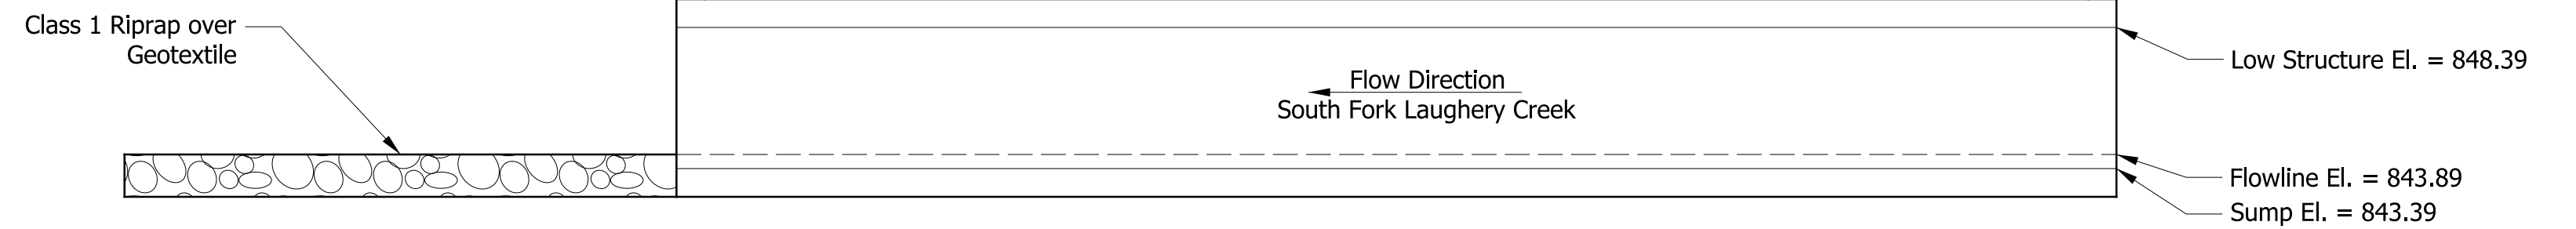 Class 1 Riprap over
Geotextile
Flow Direction
South Fork Laughery Creek
Low Structure El. = 848.39
Flowline El. = 843.89
Sump El. = 843.39